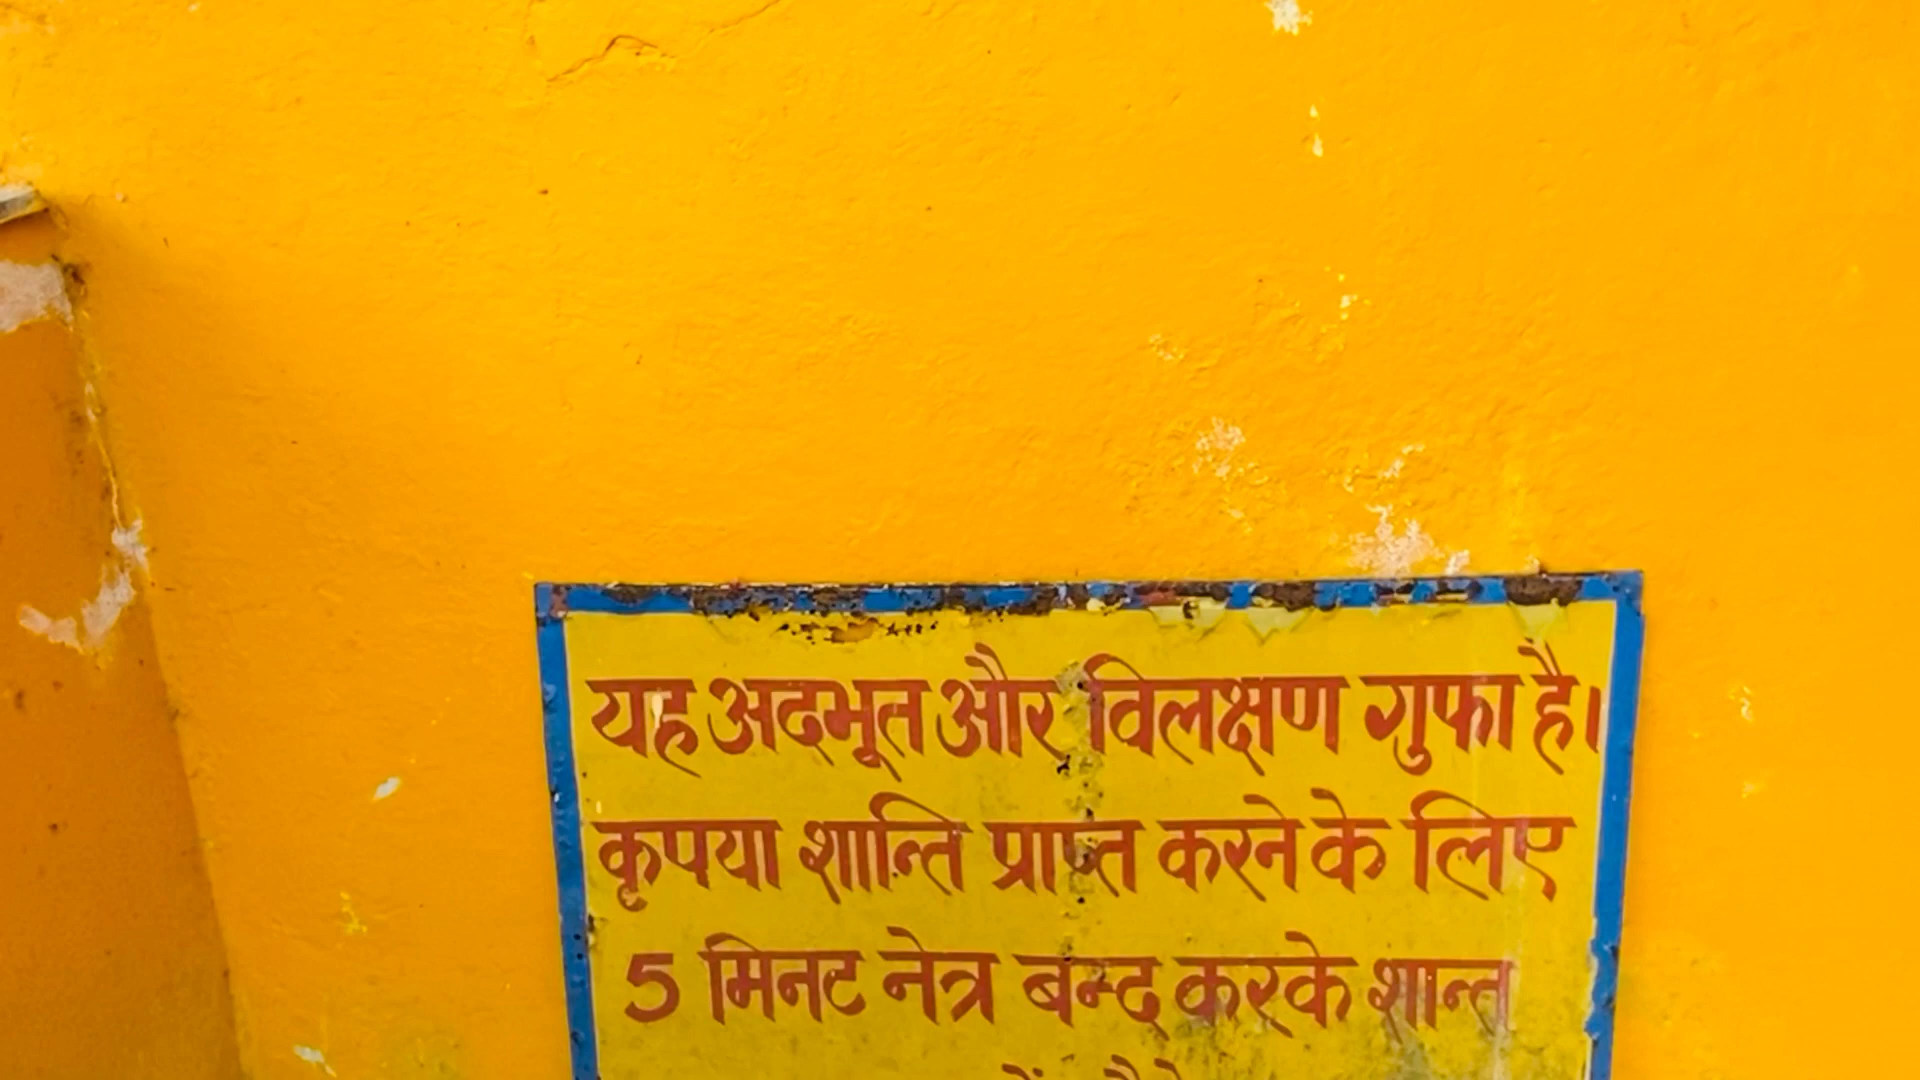 यह अदभूत और विलक्षण गुफा है।
कृपया शान्ति प्राप्त करने के लिए
5 मिनट नेत्र बन्द करके शान्त